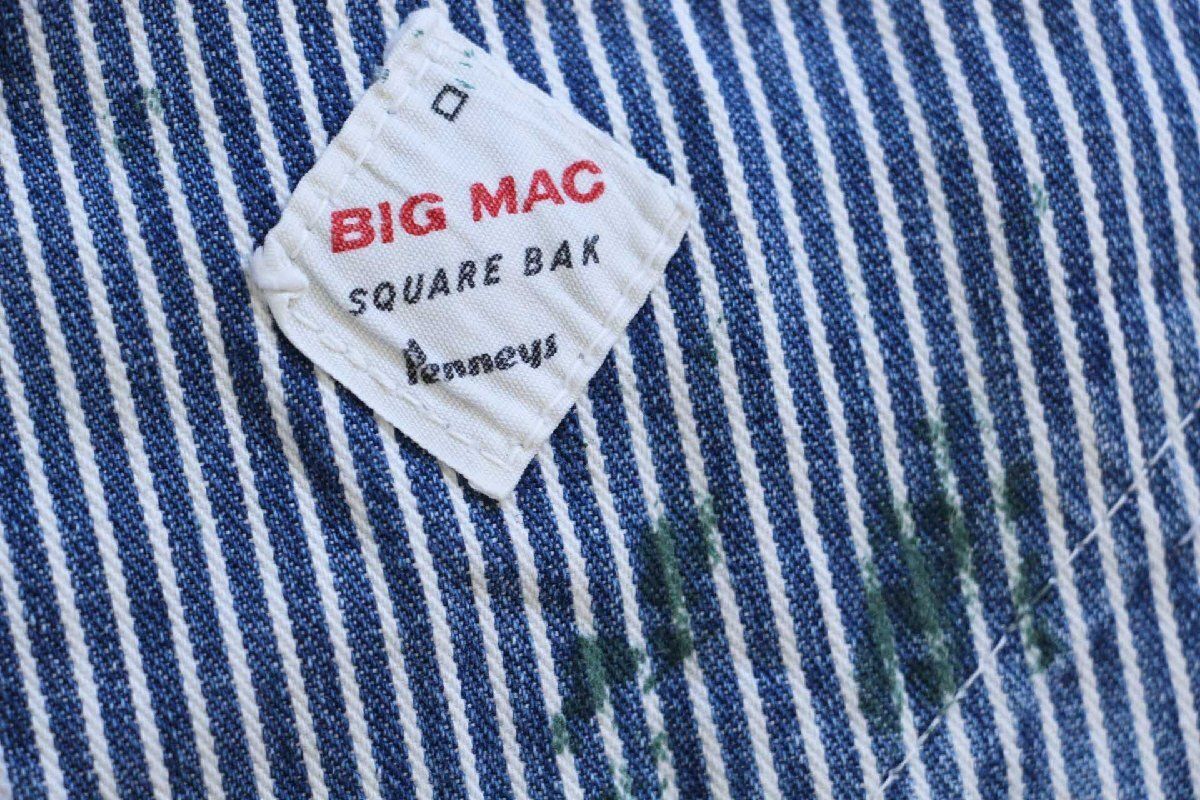 BIG MAC
SQUARE BAK
Penneys